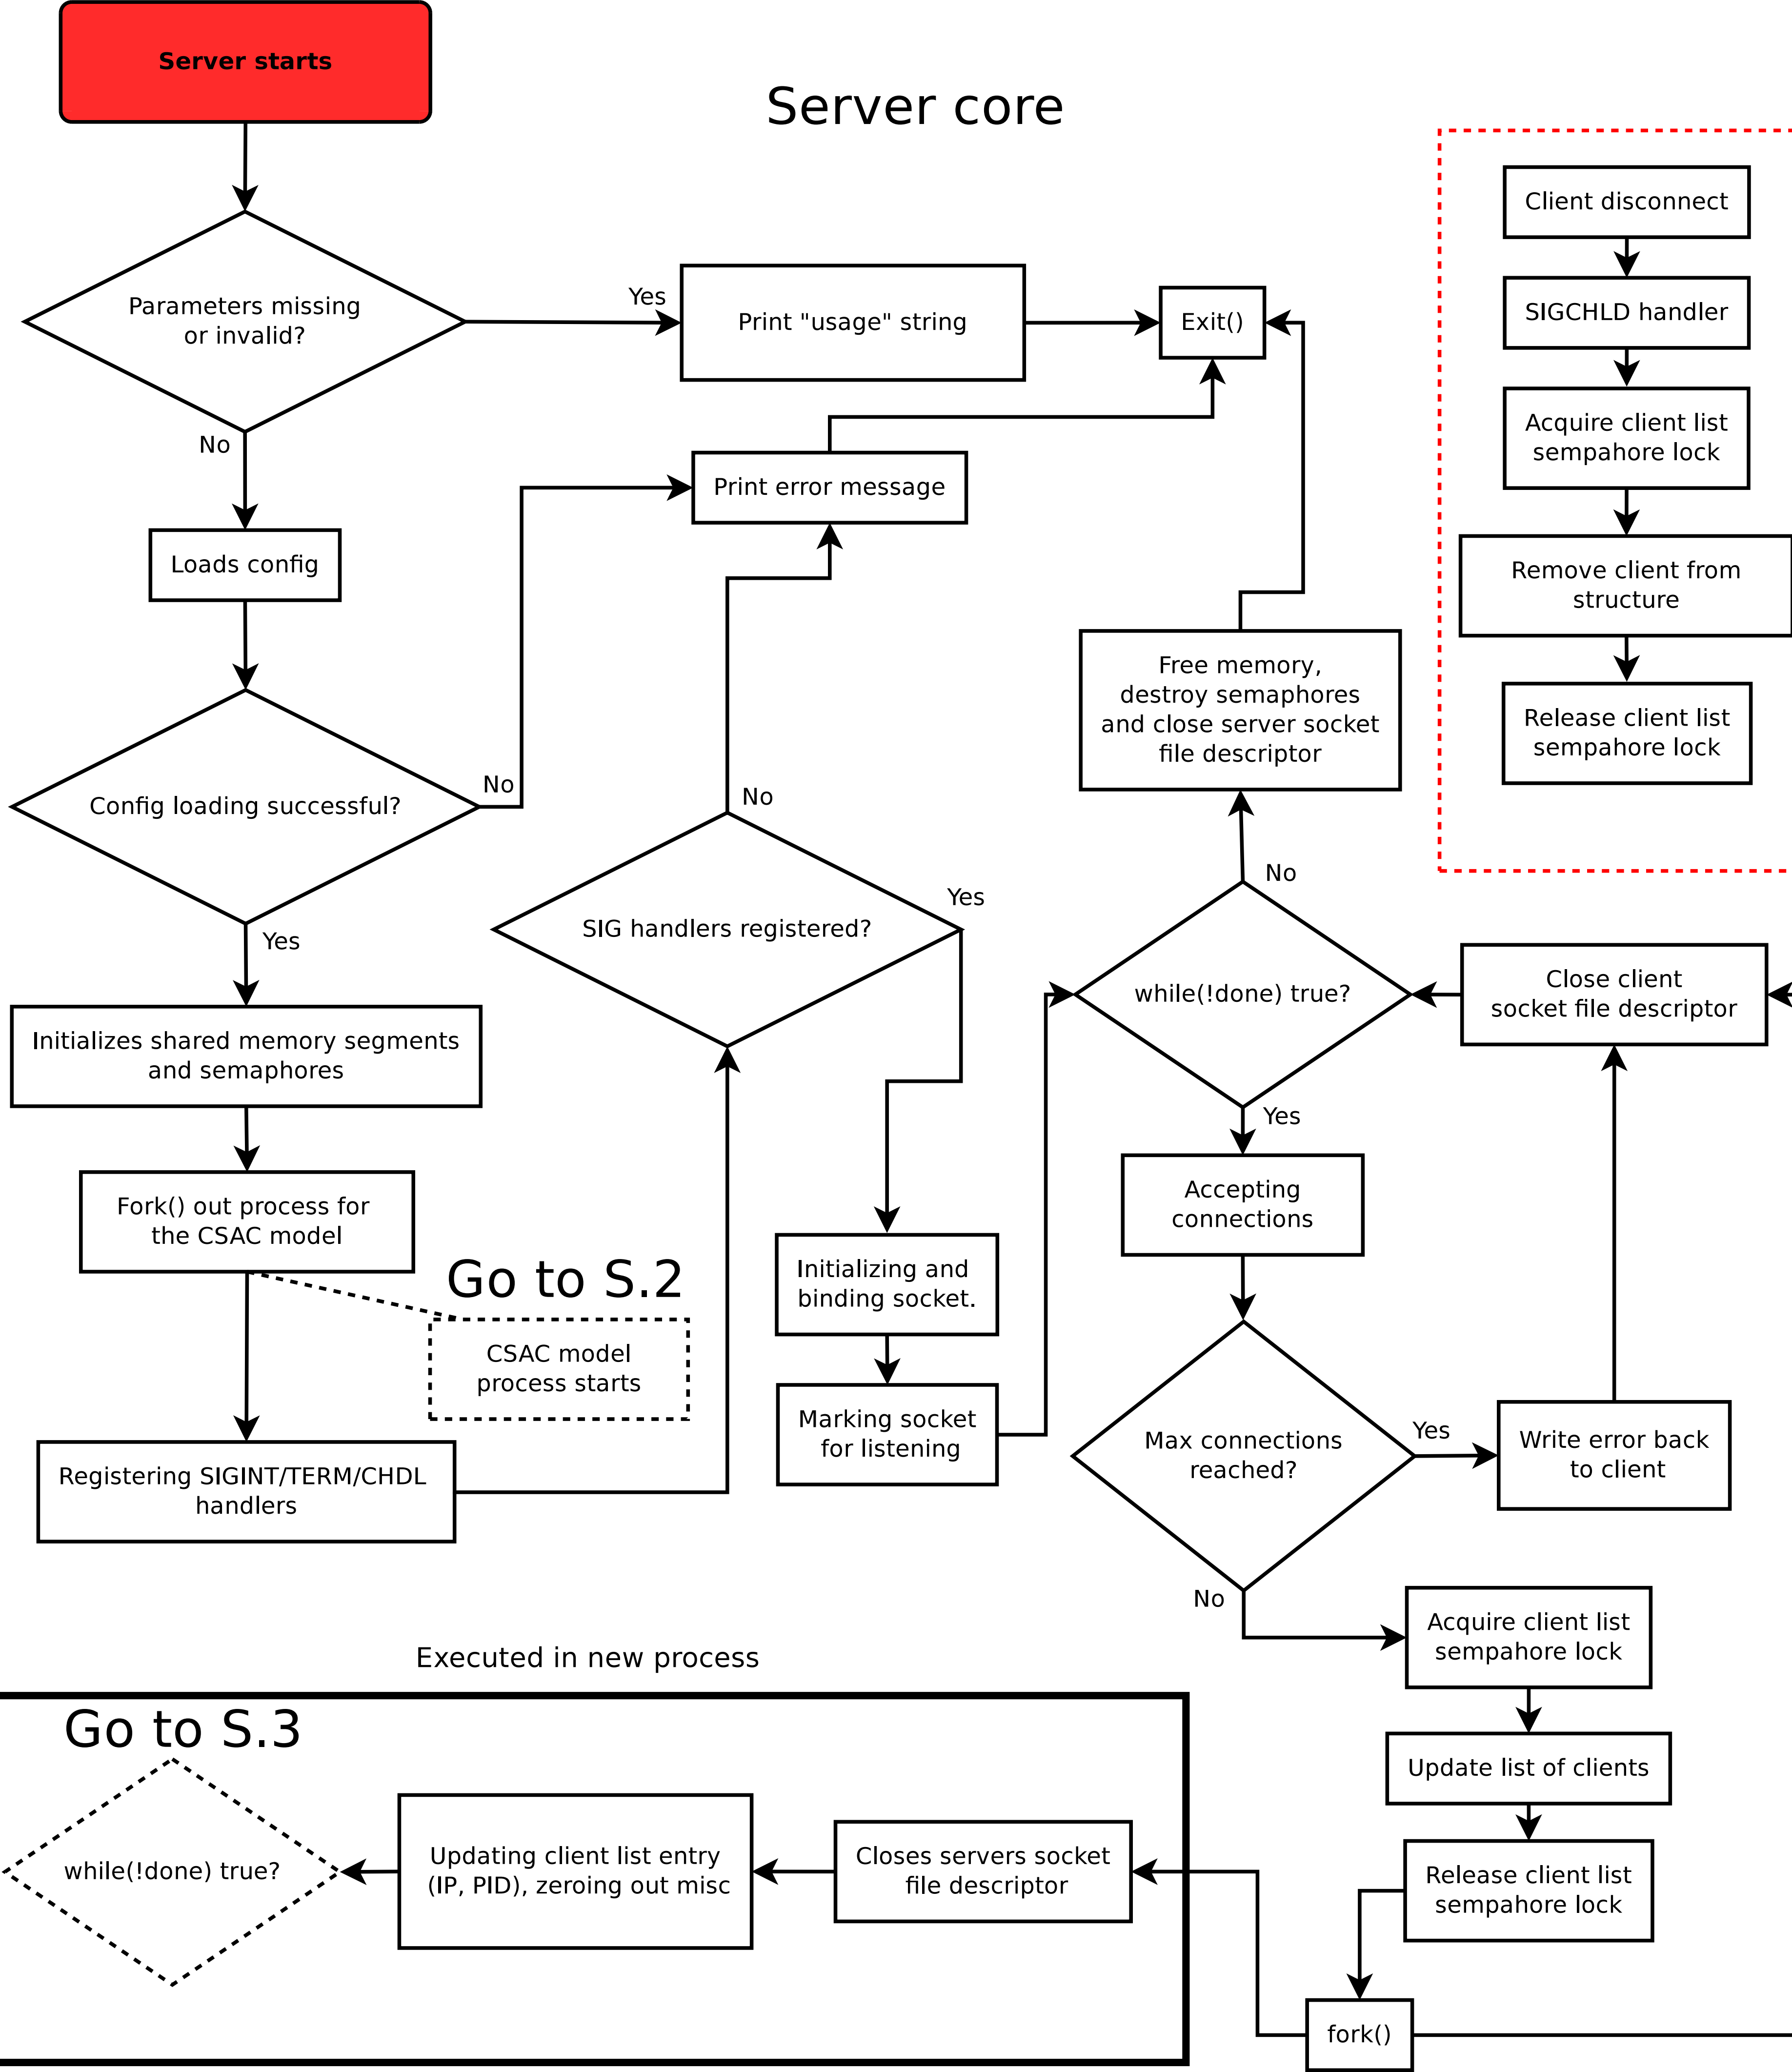 Server starts
Server core
Client disconnect
SIGCHLD handler
Acquire client list
sempahore lock
Remove client from
structure
Release client list
sempahore lock
Parameters missing
or invalid?
Yes
Print "usage" string
Exit()
No
Print error message
Loads config
Free memory,
destroy semaphores
and close server socket
file descriptor
Config loading successful?
No
No
Yes
SIG handlers registered?
Yes
No
while(!done) true?
Close client
socket file descriptor
Initializes shared memory segments
and semaphores
Yes
Accepting
connections
Fork() out process for
the CSAC model
Go to S.2
CSAC model
process starts
Initializing and
binding socket.
Marking socket
for listening
Max connections
reached?
Yes
Write error back
to client
Registering SIGINT/TERM/CHDL
handlers
No
Acquire client list
sempahore lock
Update list of clients
Release client list
sempahore lock
fork()
Executed in new process
Go to S.3
while(!done) true?
Updating client list entry
(IP, PID), zeroing out misc
Closes servers socket
file descriptor